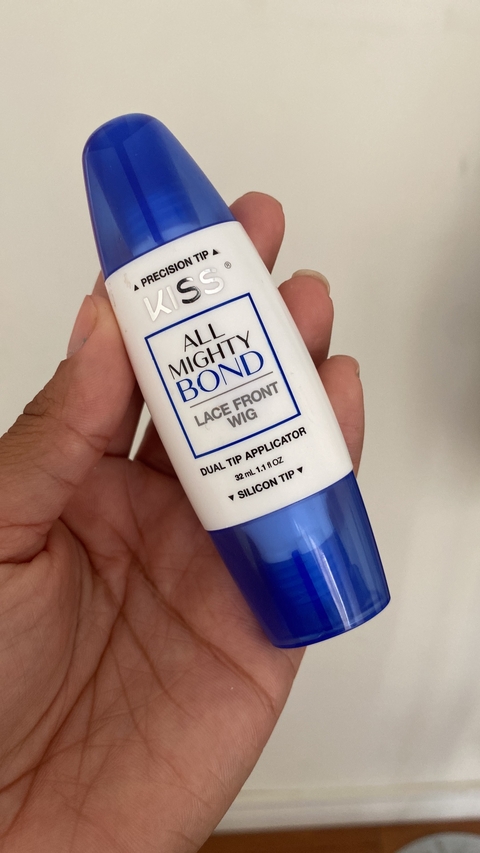 ▲ PRECISION TIP ▲
KISS®
ALL
MIGHTY
BOND
LACE FRONT
WIG
DUAL TIP APPLICATOR
32 mL 1.1 fl OZ
▼ SILICON TIP ▼